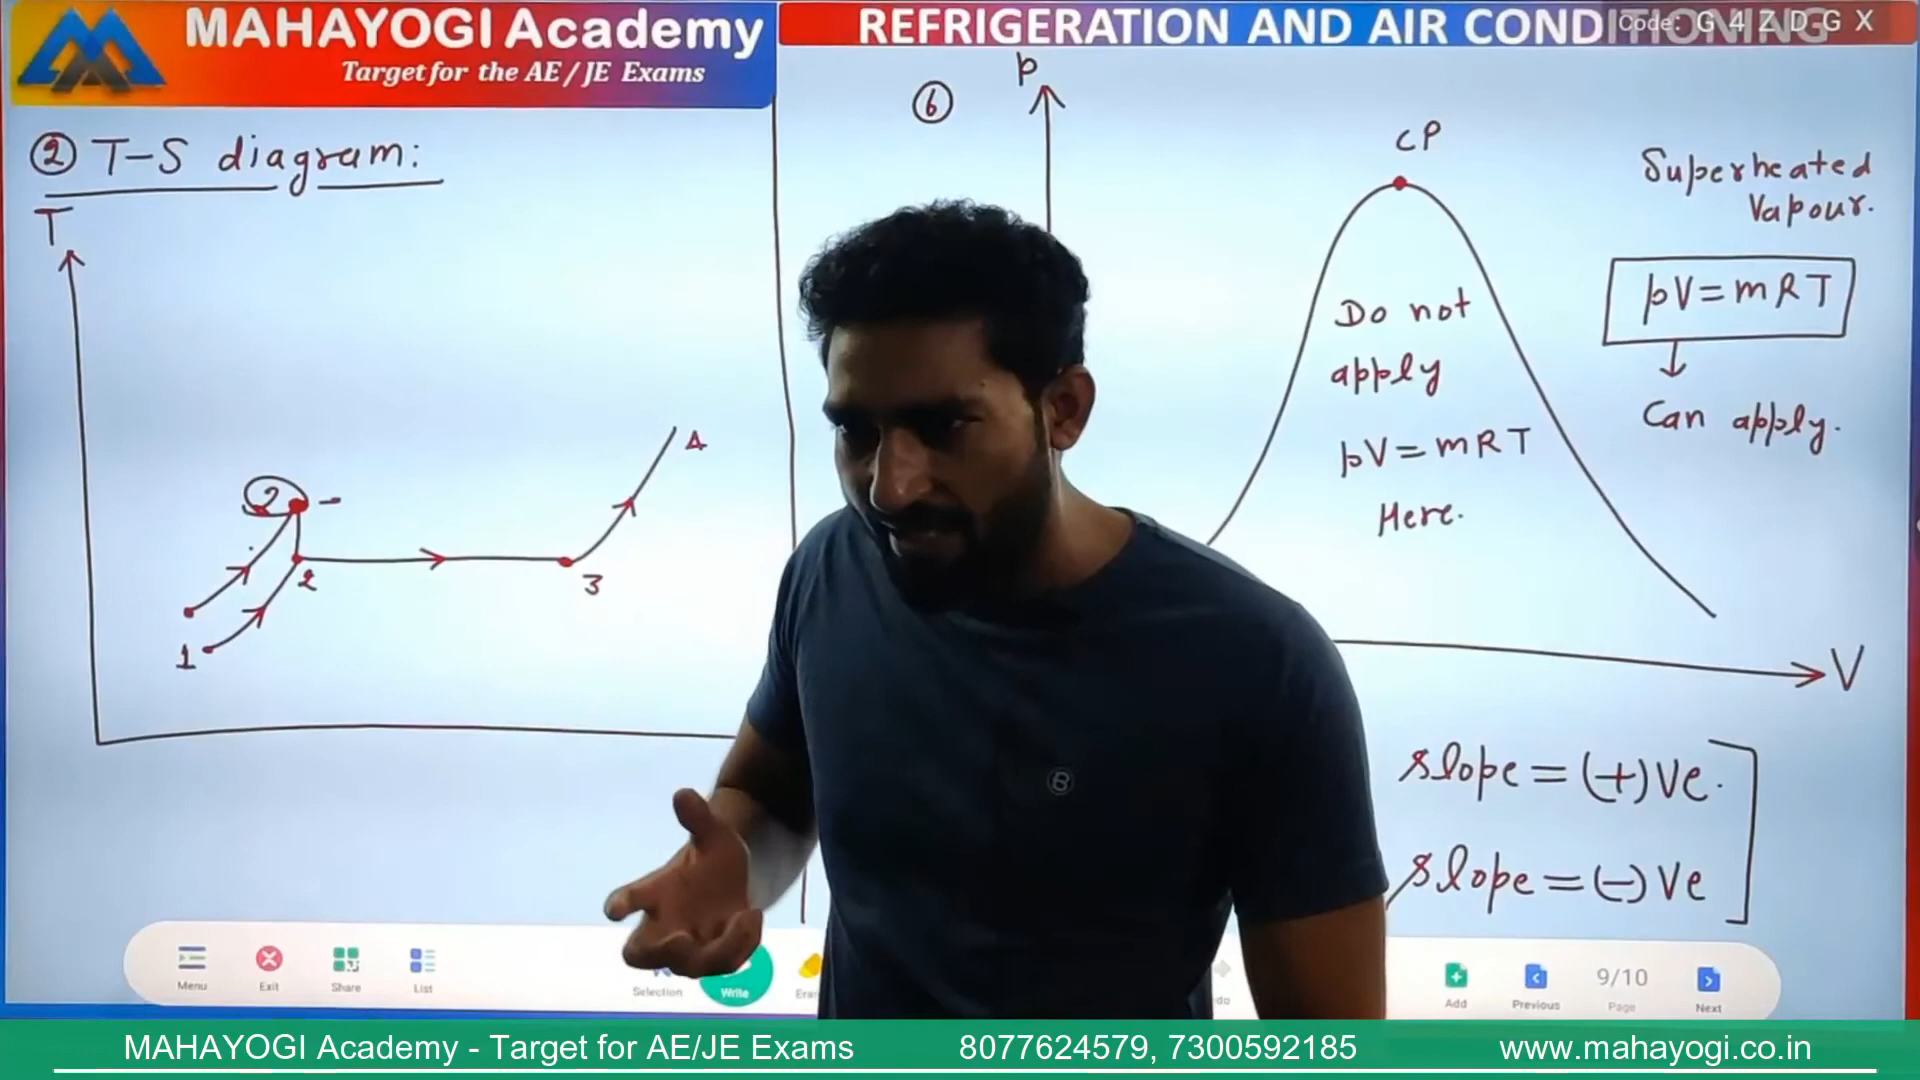 MAHAYOGI Academy
Target for the AE/JE Exams
REFRIGERATION AND AIR CONDITIONING
Code: G 4 Z D G X
② T-S diagram:
T
2
1
2
3
4
⑥
p
CP
Superheated
Vapour.
pV=mRT
Can apply.
Do not
apply
pV=mRT
Here.
V
slope=(+)ve.
slope=(-)ve
Menu
Exit
Share
List
Selection
Write
Add
Previous
9/10
Page
Next
MAHAYOGI Academy - Target for AE/JE Exams
8077624579, 7300592185
www.mahayogi.co.in